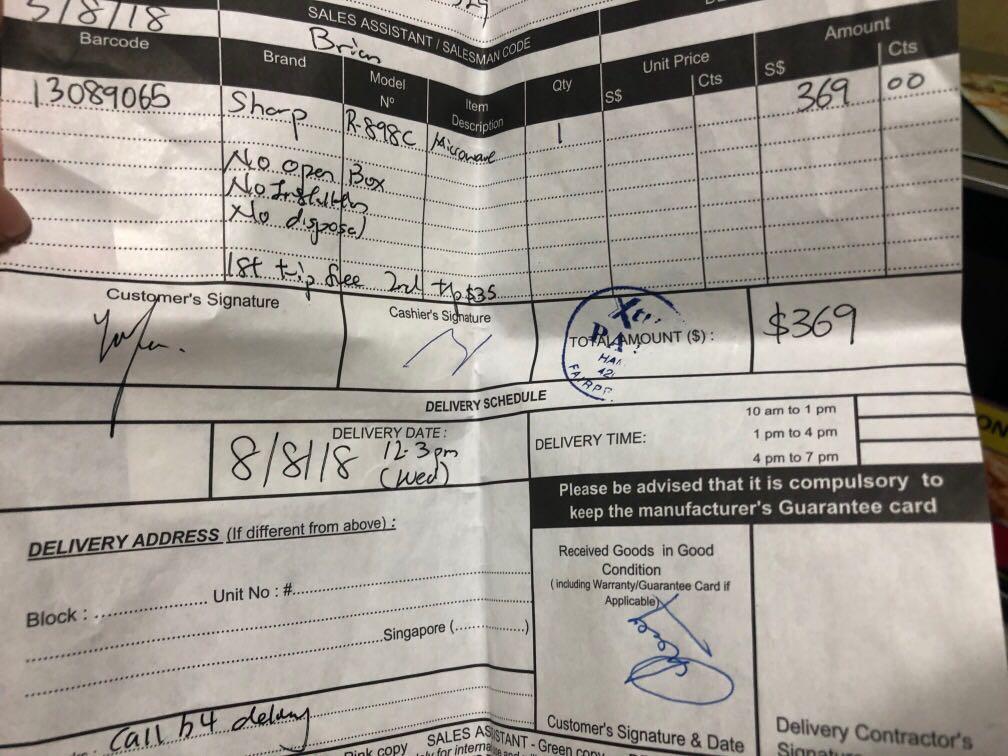 5/8/18
SALES ASSISTANT / SALESMAN CODE
Brian
Barcode Brand Model Nº Item Description Qty Unit Price S$ Cts Amount S$ Cts
13089065 Sharp R-898C Microwave 1 369 00
No open Box
No
No disposal
1st trip free 2nd trip $35
Customer's Signature
Cashier's Signature
TOTAL AMOUNT ($) :
$369
DELIVERY SCHEDULE
DELIVERY DATE :
8/8/18 12-3pm
(Wed)
DELIVERY TIME:
10 am to 1 pm
1 pm to 4 pm
4 pm to 7 pm
Please be advised that it is compulsory to
keep the manufacturer's Guarantee card
DELIVERY ADDRESS (If different from above) :
Block : Unit No : #
Singapore ( )
Received Goods in Good
Condition
( including Warranty/Guarantee Card if
Applicable)
Customer's Signature & Date
Delivery Contractor's
call b4 delivery
Pink copy SALES ASSISTANT - Green copy